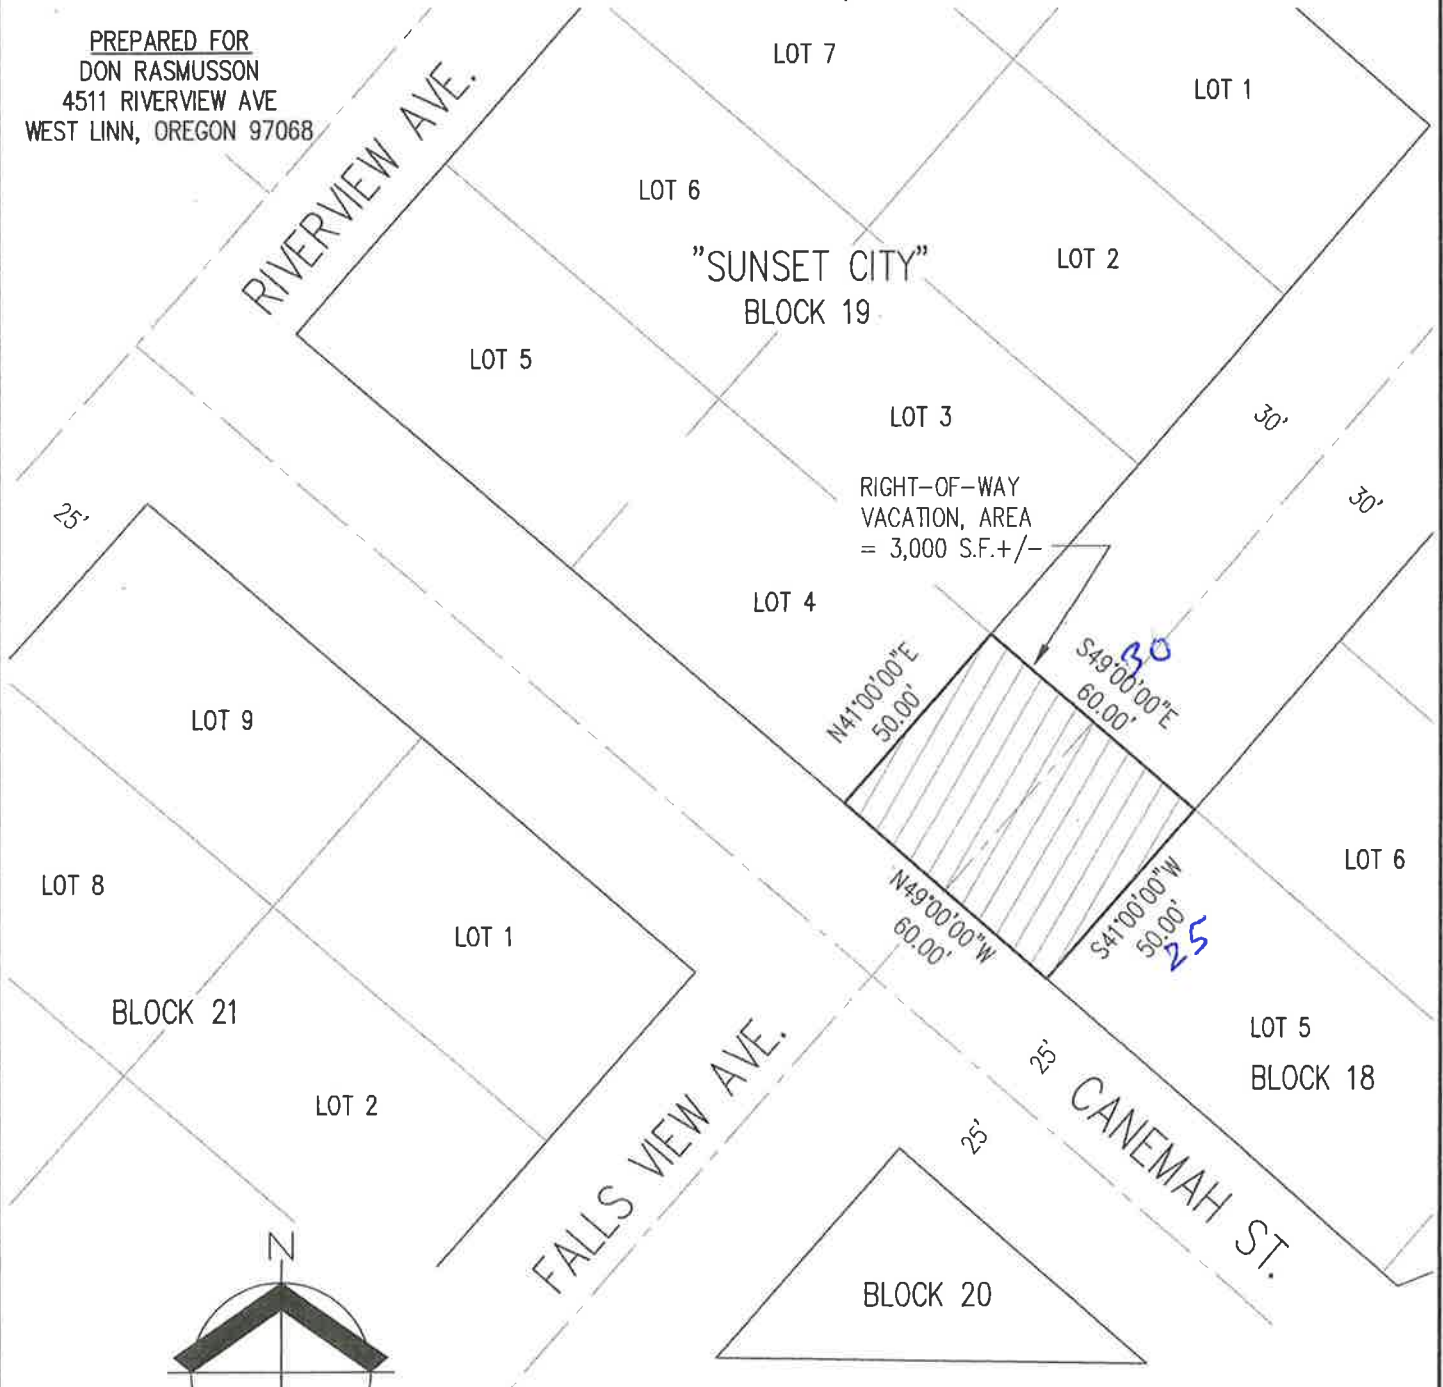 PREPARED FOR
DON RASMUSSON
4511 RIVERVIEW AVE
WEST LINN, OREGON 97068
RIVERVIEW AVE.
LOT 7
LOT 1
LOT 6
LOT 2
"SUNSET CITY"
BLOCK 19
LOT 5
LOT 3
30'
30'
RIGHT-OF-WAY
VACATION, AREA
= 3,000 S.F.+/-
25'
LOT 4
N41°00'00"E
50.00'
S49°00'00"E
60.00'
30
LOT 9
LOT 6
LOT 8
LOT 1
N49°00'00"W
60.00'
S41°00'00"W
50.00'
25
BLOCK 21
LOT 5
BLOCK 18
LOT 2
25'
25'
CANEMAH ST.
FALLS VIEW AVE.
N
BLOCK 20